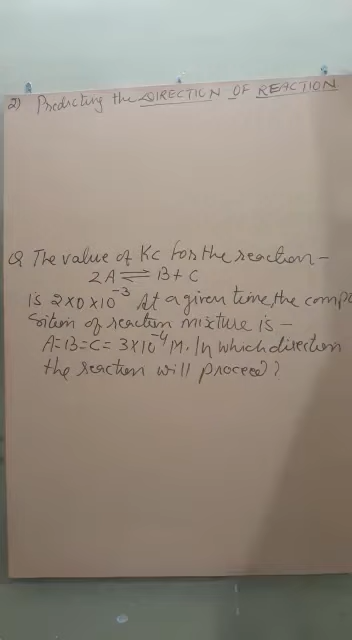 2) Predicting the DIRECTION OF REACTION
Q The value of Kc for the reaction -
2A ⇌ B + C
is 2×0×10⁻³ At a given time, the compo
sition of reaction mixture is -
A=B=C= 3×10⁻⁴ M. In which direction
the reaction will proceed?